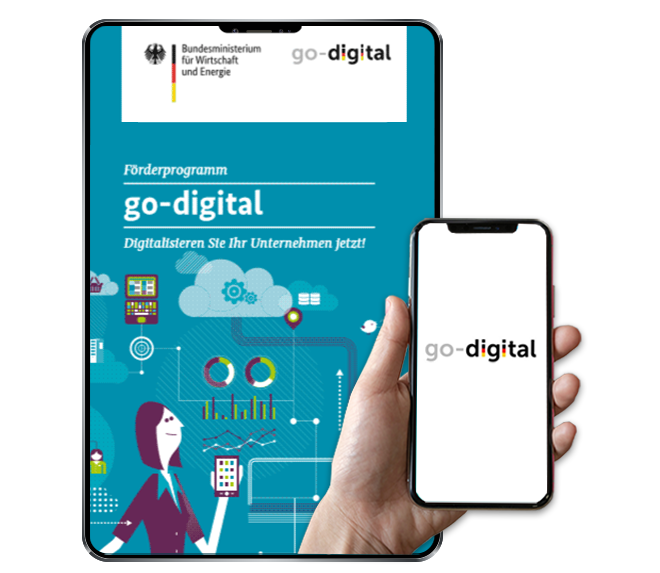 Bundesministerium
für Wirtschaft
und Energie
go-digital
Förderprogramm
go-digital
Digitalisieren Sie Ihr Unternehmen jetzt!
go-digital